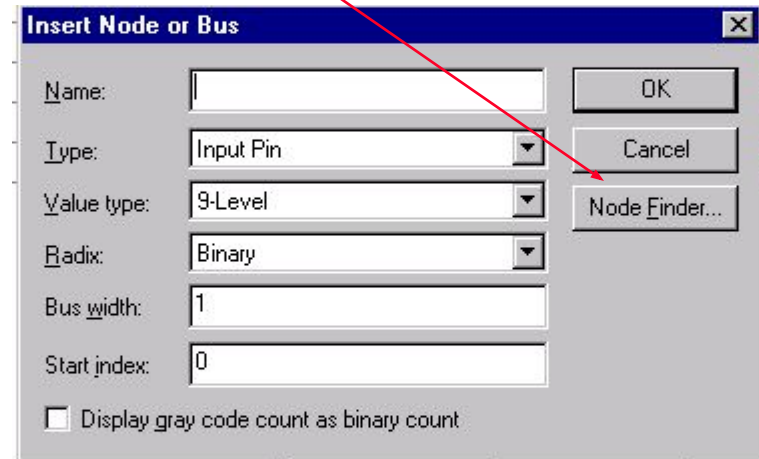 Insert Node or Bus
Name:
OK
Type: Input Pin
Cancel
Value type: 9-Level
Node Finder...
Radix: Binary
Bus width: 1
Start index: 0
Display gray code count as binary count